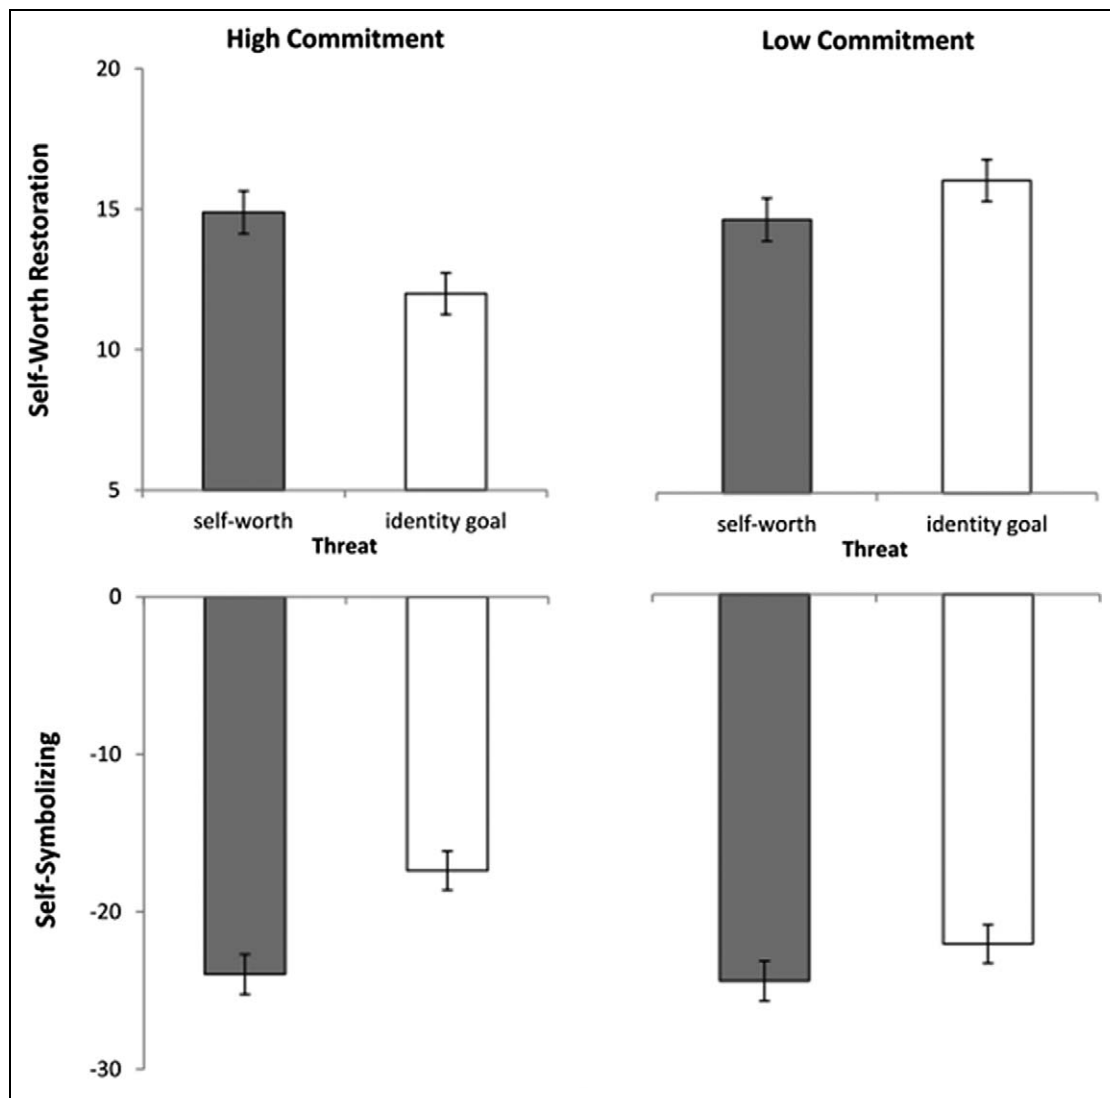 High Commitment
Low Commitment
Self-Worth Restoration
20
15
10
5
self-worth
identity goal
Threat
self-worth
identity goal
Threat
Self-Symbolizing
0
-10
-20
-30